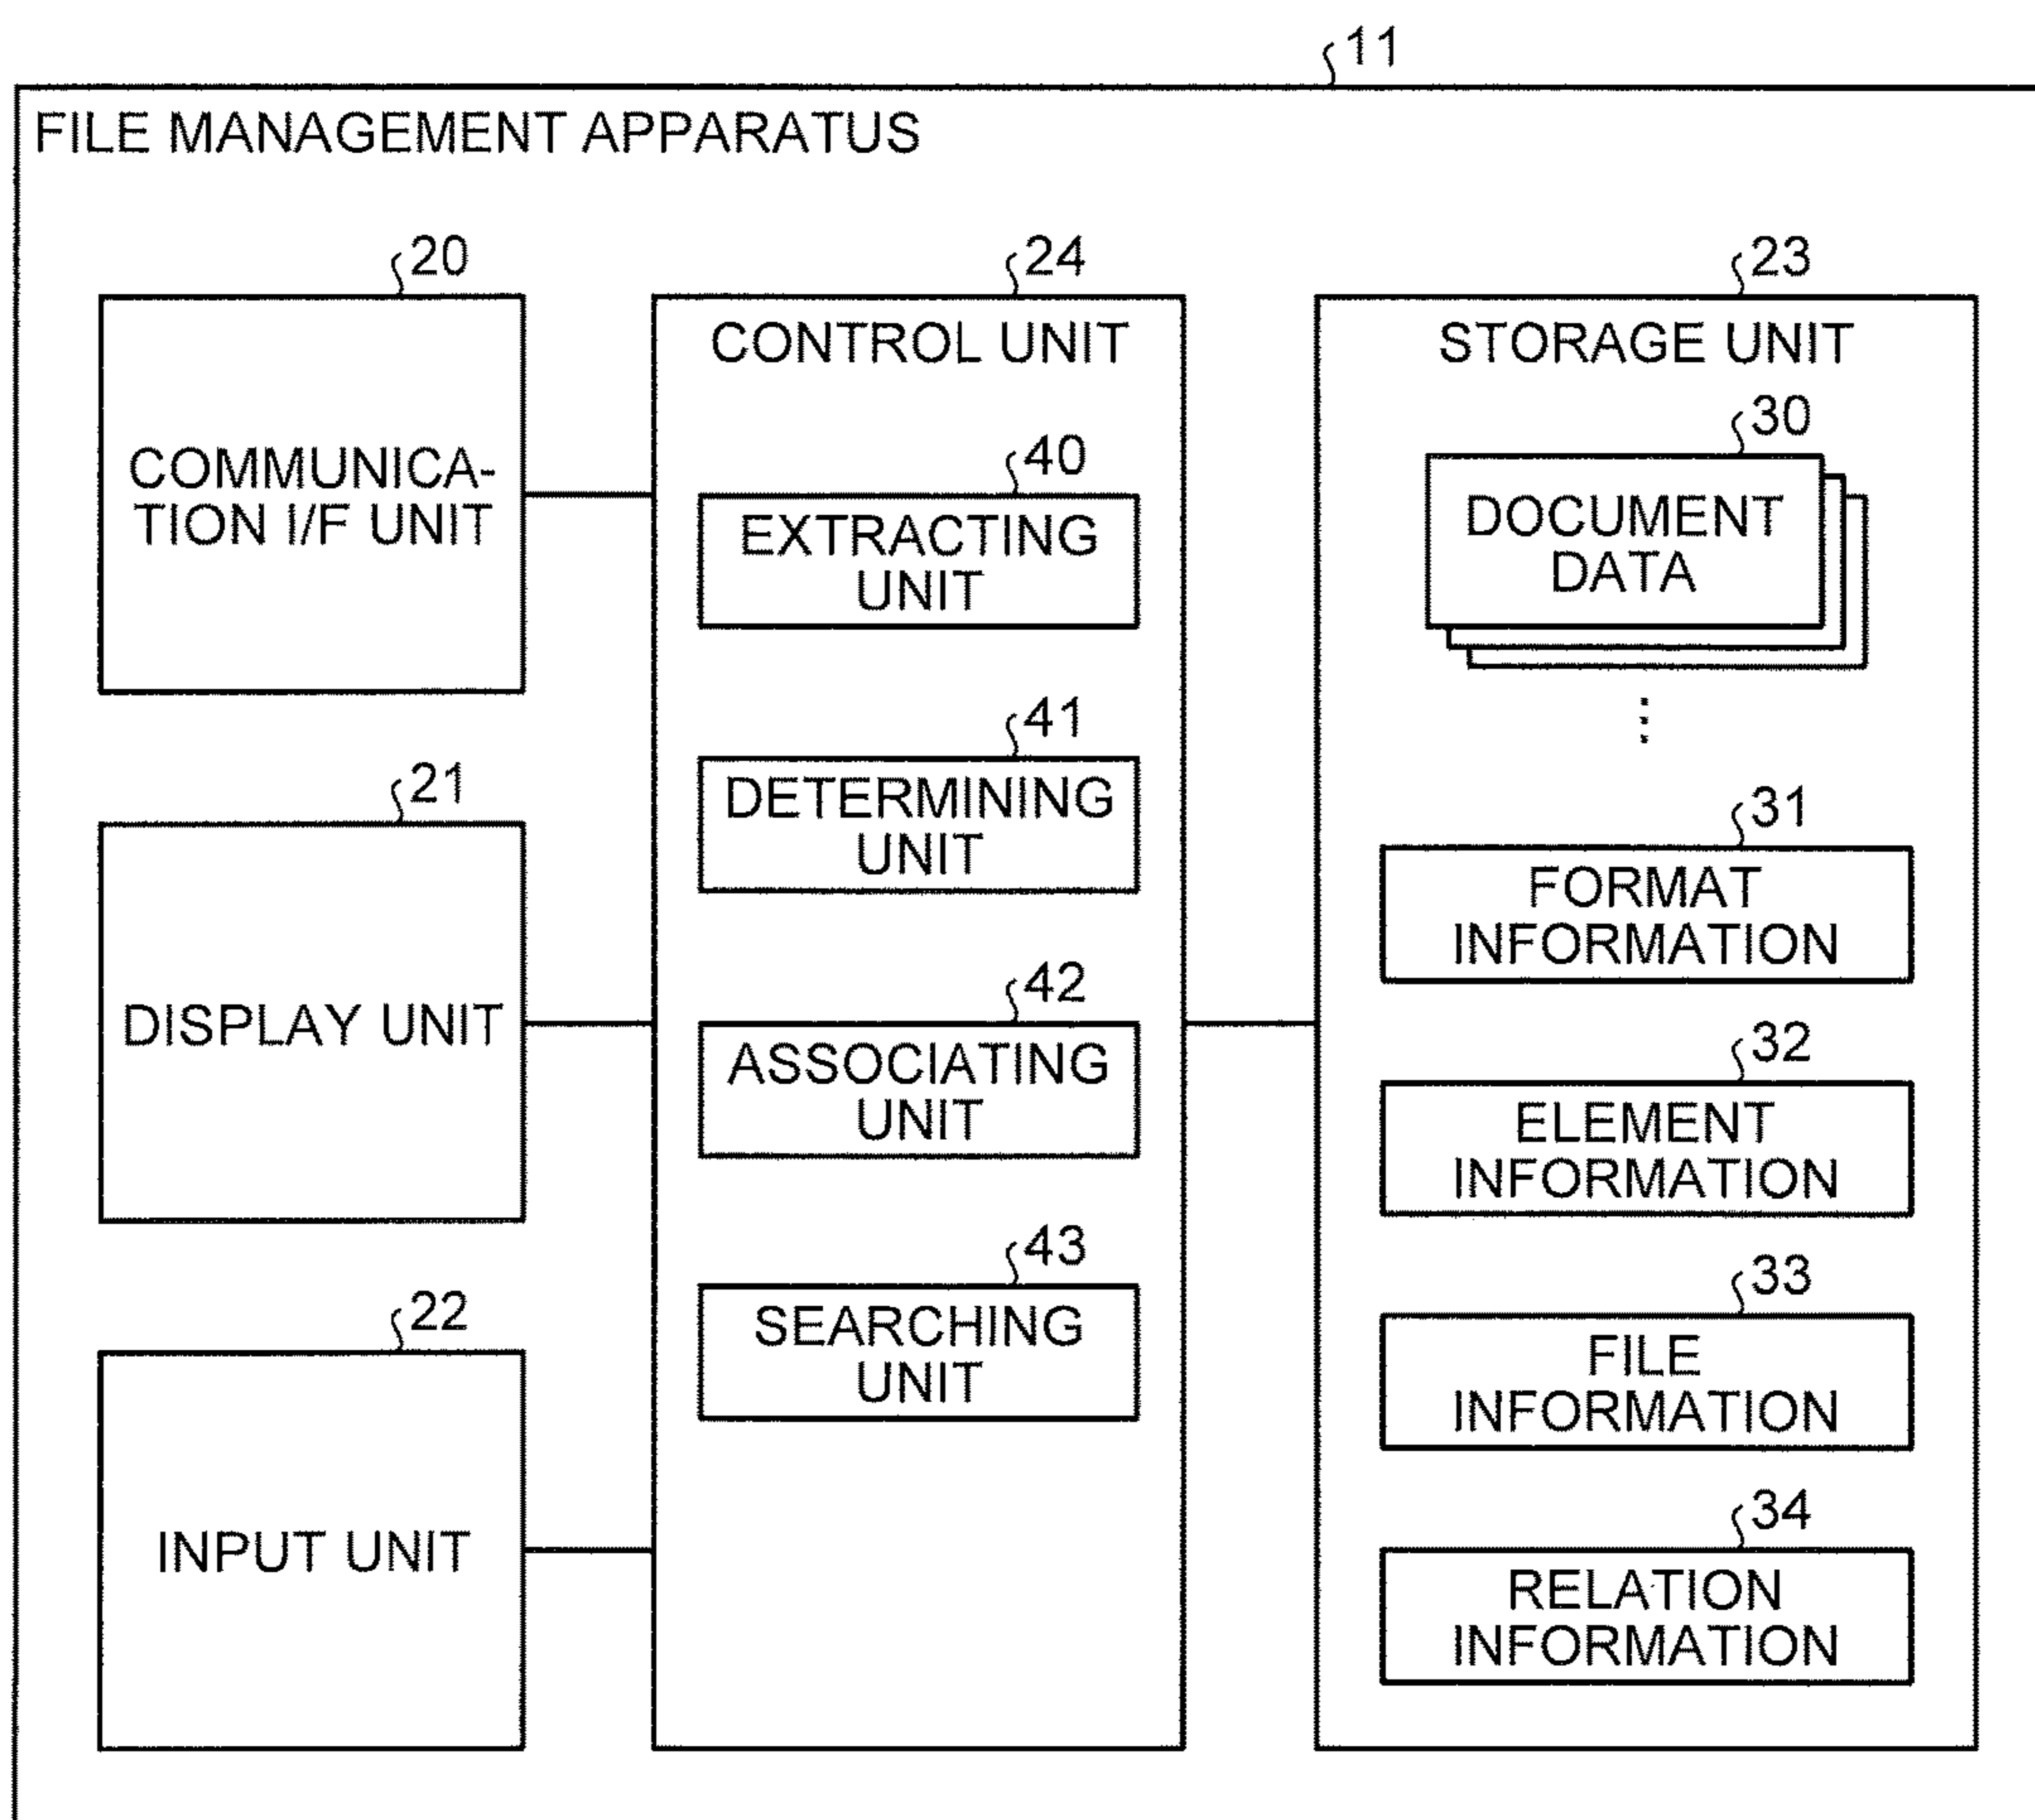 11
FILE MANAGEMENT APPARATUS
20
COMMUNICA-
TION I/F UNIT
21
DISPLAY UNIT
22
INPUT UNIT
24
CONTROL UNIT
40
EXTRACTING
UNIT
41
DETERMINING
UNIT
42
ASSOCIATING
UNIT
43
SEARCHING
UNIT
23
STORAGE UNIT
30
DOCUMENT
DATA
31
FORMAT
INFORMATION
32
ELEMENT
INFORMATION
33
FILE
INFORMATION
34
RELATION
INFORMATION